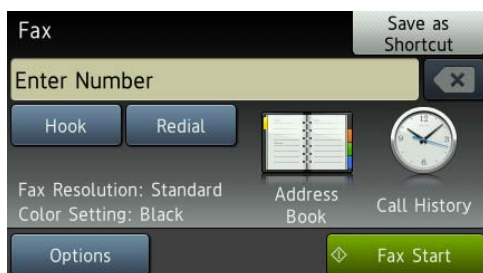 Fax
Save as
Shortcut
Enter Number
Hook
Redial
Fax Resolution: Standard
Color Setting: Black
Address
Book
Call History
Options
Fax Start